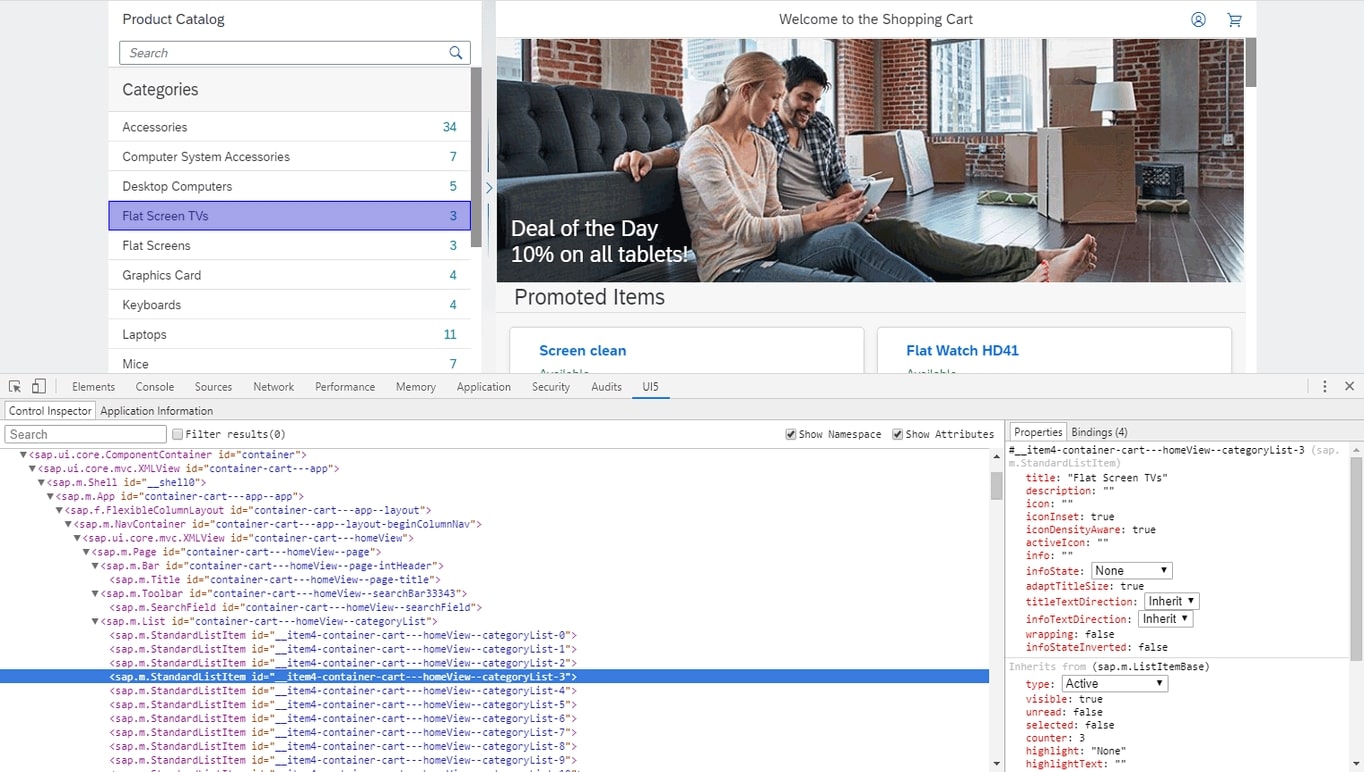 Product Catalog
Welcome to the Shopping Cart
Search
Categories
Accessories 34
Computer System Accessories 7
Desktop Computers 5
Flat Screen TVs 3
Flat Screens 3
Graphics Card 4
Keyboards 4
Laptops 11
Mice 7
Deal of the Day
10% on all tablets!
Promoted Items
Screen clean
Available
Flat Watch HD41
Available
Elements Console Sources Network Performance Memory Application Security Audits UI5
Control Inspector Application Information
Search Filter results(0) Show Namespace Show Attributes
<sap.ui.core.ComponentContainer id="container">
<sap.ui.core.mvc.XMLView id="container-cart---app">
<sap.m.Shell id="__shell0">
<sap.m.App id="container-cart---app--app">
<sap.f.FlexibleColumnLayout id="container-cart---app--layout">
<sap.m.NavContainer id="container-cart---app--layout-beginColumnNav">
<sap.ui.core.mvc.XMLView id="container-cart---homeView">
<sap.m.Page id="container-cart---homeView--page">
<sap.m.Bar id="container-cart---homeView--page-intHeader">
<sap.m.Title id="container-cart---homeView--page-title">
<sap.m.Toolbar id="container-cart---homeView--searchBar33343">
<sap.m.SearchField id="container-cart---homeView--searchField">
<sap.m.List id="container-cart---homeView--categoryList">
<sap.m.StandardListItem id="__item4-container-cart---homeView--categoryList-0">
<sap.m.StandardListItem id="__item4-container-cart---homeView--categoryList-1">
<sap.m.StandardListItem id="__item4-container-cart---homeView--categoryList-2">
<sap.m.StandardListItem id="__item4-container-cart---homeView--categoryList-3">
<sap.m.StandardListItem id="__item4-container-cart---homeView--categoryList-4">
<sap.m.StandardListItem id="__item4-container-cart---homeView--categoryList-5">
<sap.m.StandardListItem id="__item4-container-cart---homeView--categoryList-6">
<sap.m.StandardListItem id="__item4-container-cart---homeView--categoryList-7">
<sap.m.StandardListItem id="__item4-container-cart---homeView--categoryList-8">
<sap.m.StandardListItem id="__item4-container-cart---homeView--categoryList-9">
Properties Bindings (4)
#__item4-container-cart---homeView--categoryList-3 (sap.
m.StandardListItem)
title: "Flat Screen TVs"
description: ""
icon: ""
iconInset: true
iconDensityAware: true
activeIcon: ""
info: ""
infoState: None
adaptTitleSize: true
titleTextDirection: Inherit
infoTextDirection: Inherit
wrapping: false
infoStateInverted: false
Inherits from (sap.m.ListItemBase)
type: Active
visible: true
unread: false
selected: false
counter: 3
highlight: "None"
highlightText: ""